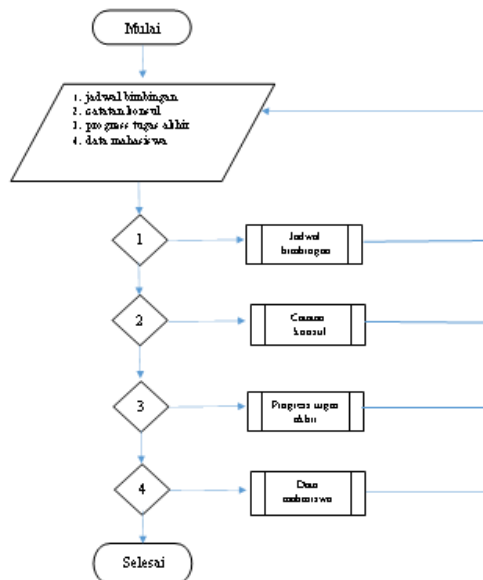 Mulai
1. jadwal bimbingan
2. catatan konsul
3. progress tugas akhir
4. data mahasiswa
1
Jadwal
bimbingan
2
Catatan
konsul
3
Progress tugas
akhir
4
Data
mahasiswa
Selesai